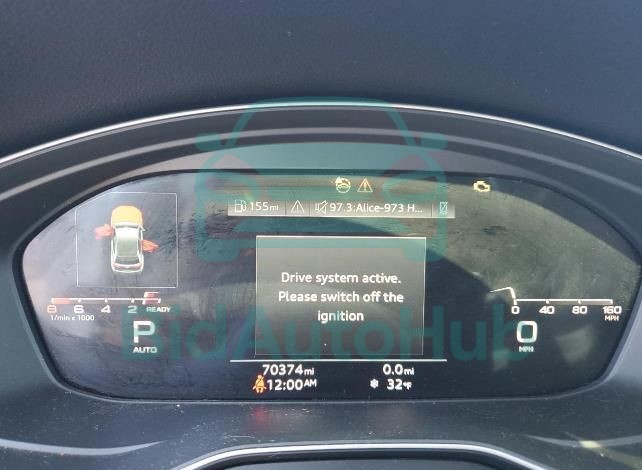 155mi
97.3:Alice-973 H...
Drive system active.
Please switch off the
ignition
8 6 4 2 READY
1/min x 1000
P
AUTO
0 40 80 160
MPH
0
MPH
70374mi 0.0mi
12:00AM 32°F
BidAutoHub